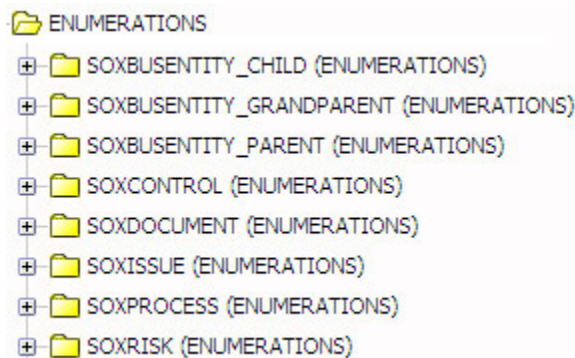 ENUMERATIONS
SOXBUSENTITY_CHILD (ENUMERATIONS)
SOXBUSENTITY_GRANDPARENT (ENUMERATIONS)
SOXBUSENTITY_PARENT (ENUMERATIONS)
SOXCONTROL (ENUMERATIONS)
SOXDOCUMENT (ENUMERATIONS)
SOXISSUE (ENUMERATIONS)
SOXPROCESS (ENUMERATIONS)
SOXRISK (ENUMERATIONS)